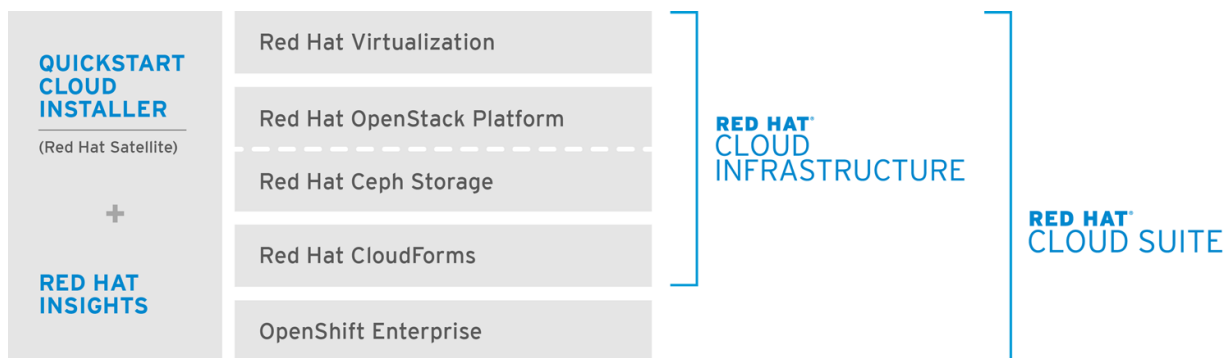 QUICKSTART
CLOUD
INSTALLER
(Red Hat Satellite)
+
RED HAT
INSIGHTS
Red Hat Virtualization
Red Hat OpenStack Platform
Red Hat Ceph Storage
Red Hat CloudForms
OpenShift Enterprise
RED HAT®
CLOUD
INFRASTRUCTURE
RED HAT®
CLOUD SUITE